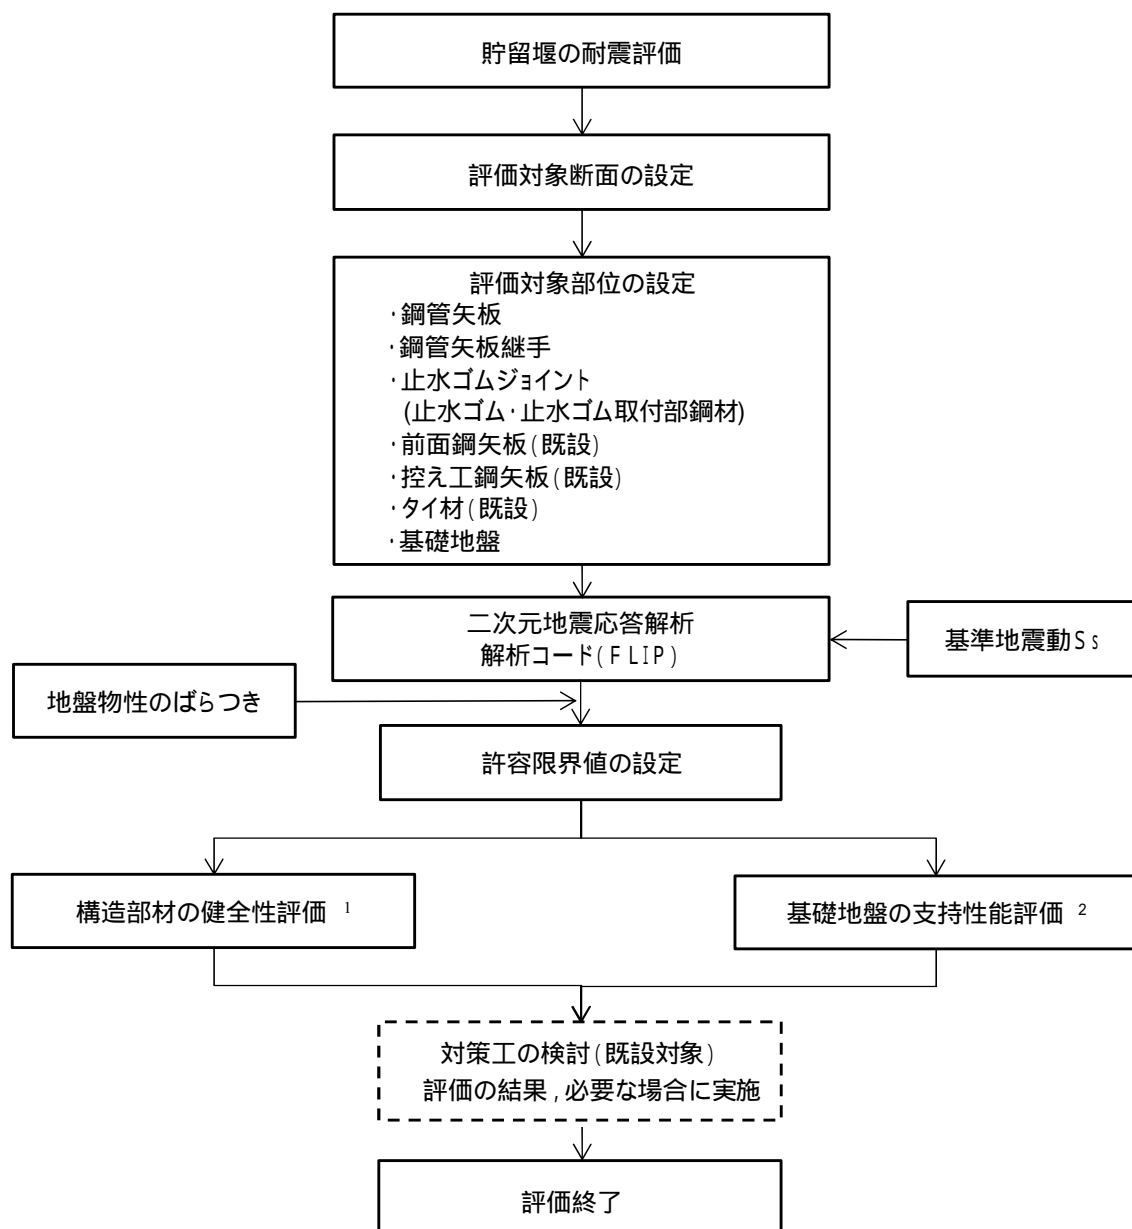 貯留堰の耐震評価
評価対象断面の設定
評価対象部位の設定
・鋼管矢板
・鋼管矢板継手
・止水ゴムジョイント
(止水ゴム・止水ゴム取付部鋼材)
・前面鋼矢板(既設)
・控え工鋼矢板(既設)
・タイ材(既設)
・基礎地盤
二次元地震応答解析
解析コード(FLIP)
基準地震動Ss
地盤物性のばらつき
許容限界値の設定
構造部材の健全性評価 1
基礎地盤の支持性能評価 2
対策工の検討(既設対象)
評価の結果,必要な場合に実施
評価終了